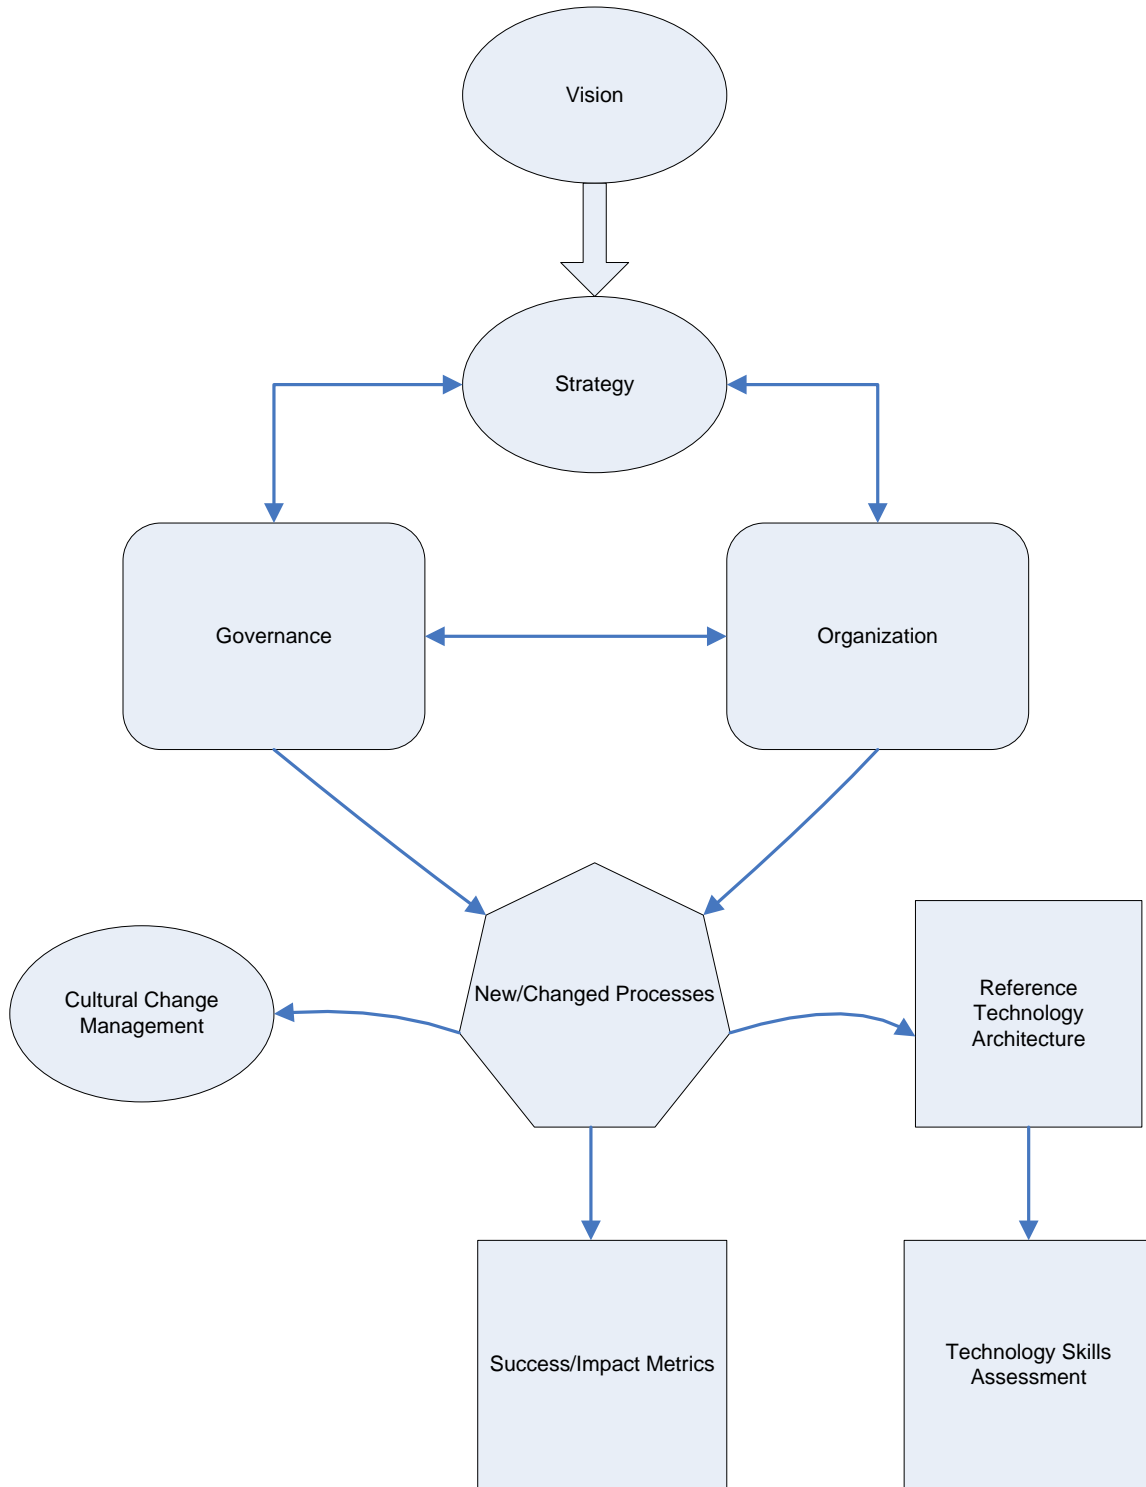 Vision
Strategy
Governance
Organization
New/Changed Processes
Cultural Change
Management
Reference
Technology
Architecture
Success/Impact Metrics
Technology Skills
Assessment